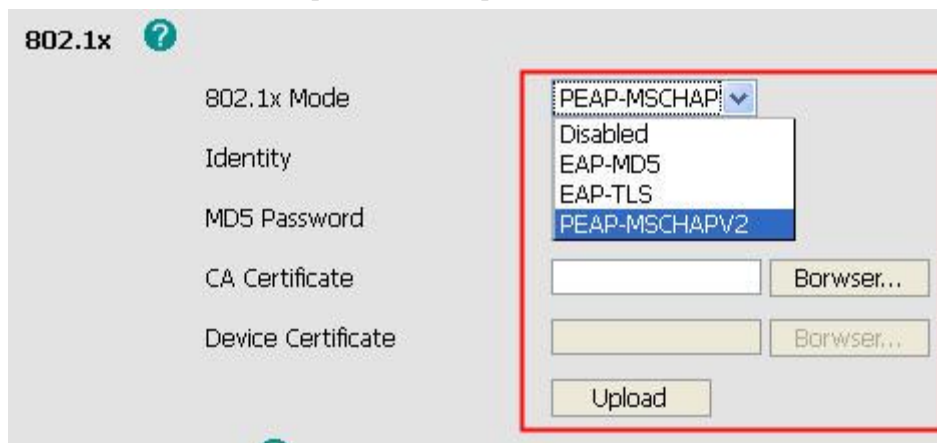 802.1x ?
802.1x Mode PEAP-MSCHAP
Disabled
Identity EAP-MD5
EAP-TLS
MD5 Password PEAP-MSCHAPV2
CA Certificate Borwser...
Device Certificate Borwser...
Upload